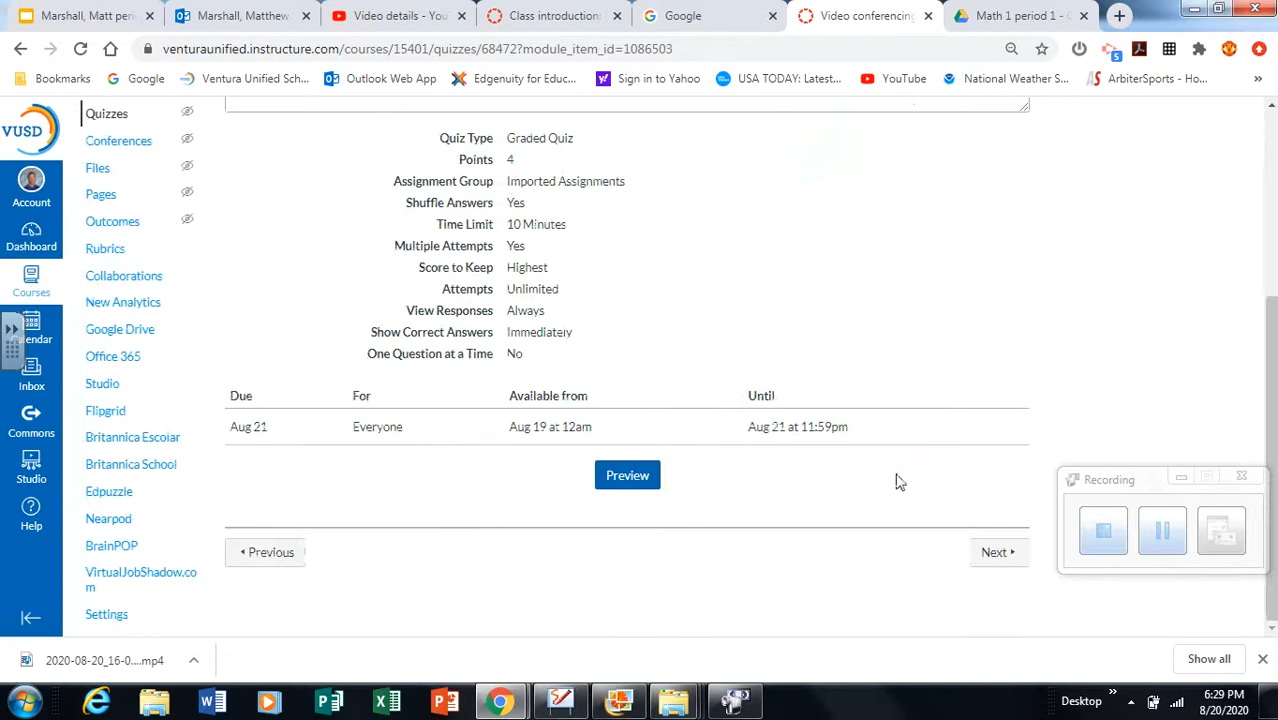 Marshall, Matt perio
Marshall, Matthew
Video details - YouT
Class introduction:
Google
Video conferencing
Math 1 period 1 - G
venturaunified.instructure.com/courses/15401/quizzes/68472?module_item_id=1086503
5
Bookmarks
Google
Ventura Unified Sch...
Outlook Web App
Edgenuity for Educ...
Sign in to Yahoo
USA TODAY: Latest...
YouTube
National Weather S...
ArbiterSports - Ho...
»
VUSD
Account
Dashboard
Courses
alendar
Inbox
Commons
Studio
Help
Quizzes
Conferences
Files
Pages
Outcomes
Rubrics
Collaborations
New Analytics
Google Drive
Office 365
Studio
Flipgrid
Britannica Escolar
Britannica School
Edpuzzle
Nearpod
BrainPOP
VirtualJobShadow.co
m
Settings
Quiz Type Graded Quiz
Points 4
Assignment Group Imported Assignments
Shuffle Answers Yes
Time Limit 10 Minutes
Multiple Attempts Yes
Score to Keep Highest
Attempts Unlimited
View Responses Always
Show Correct Answers Immediately
One Question at a Time No
Due For Available from Until
Aug 21 Everyone Aug 19 at 12am Aug 21 at 11:59pm
Preview
Previous
Next
Recording
2020-08-20_16-0....mp4
Show all
Desktop
»
6:29 PM
8/20/2020